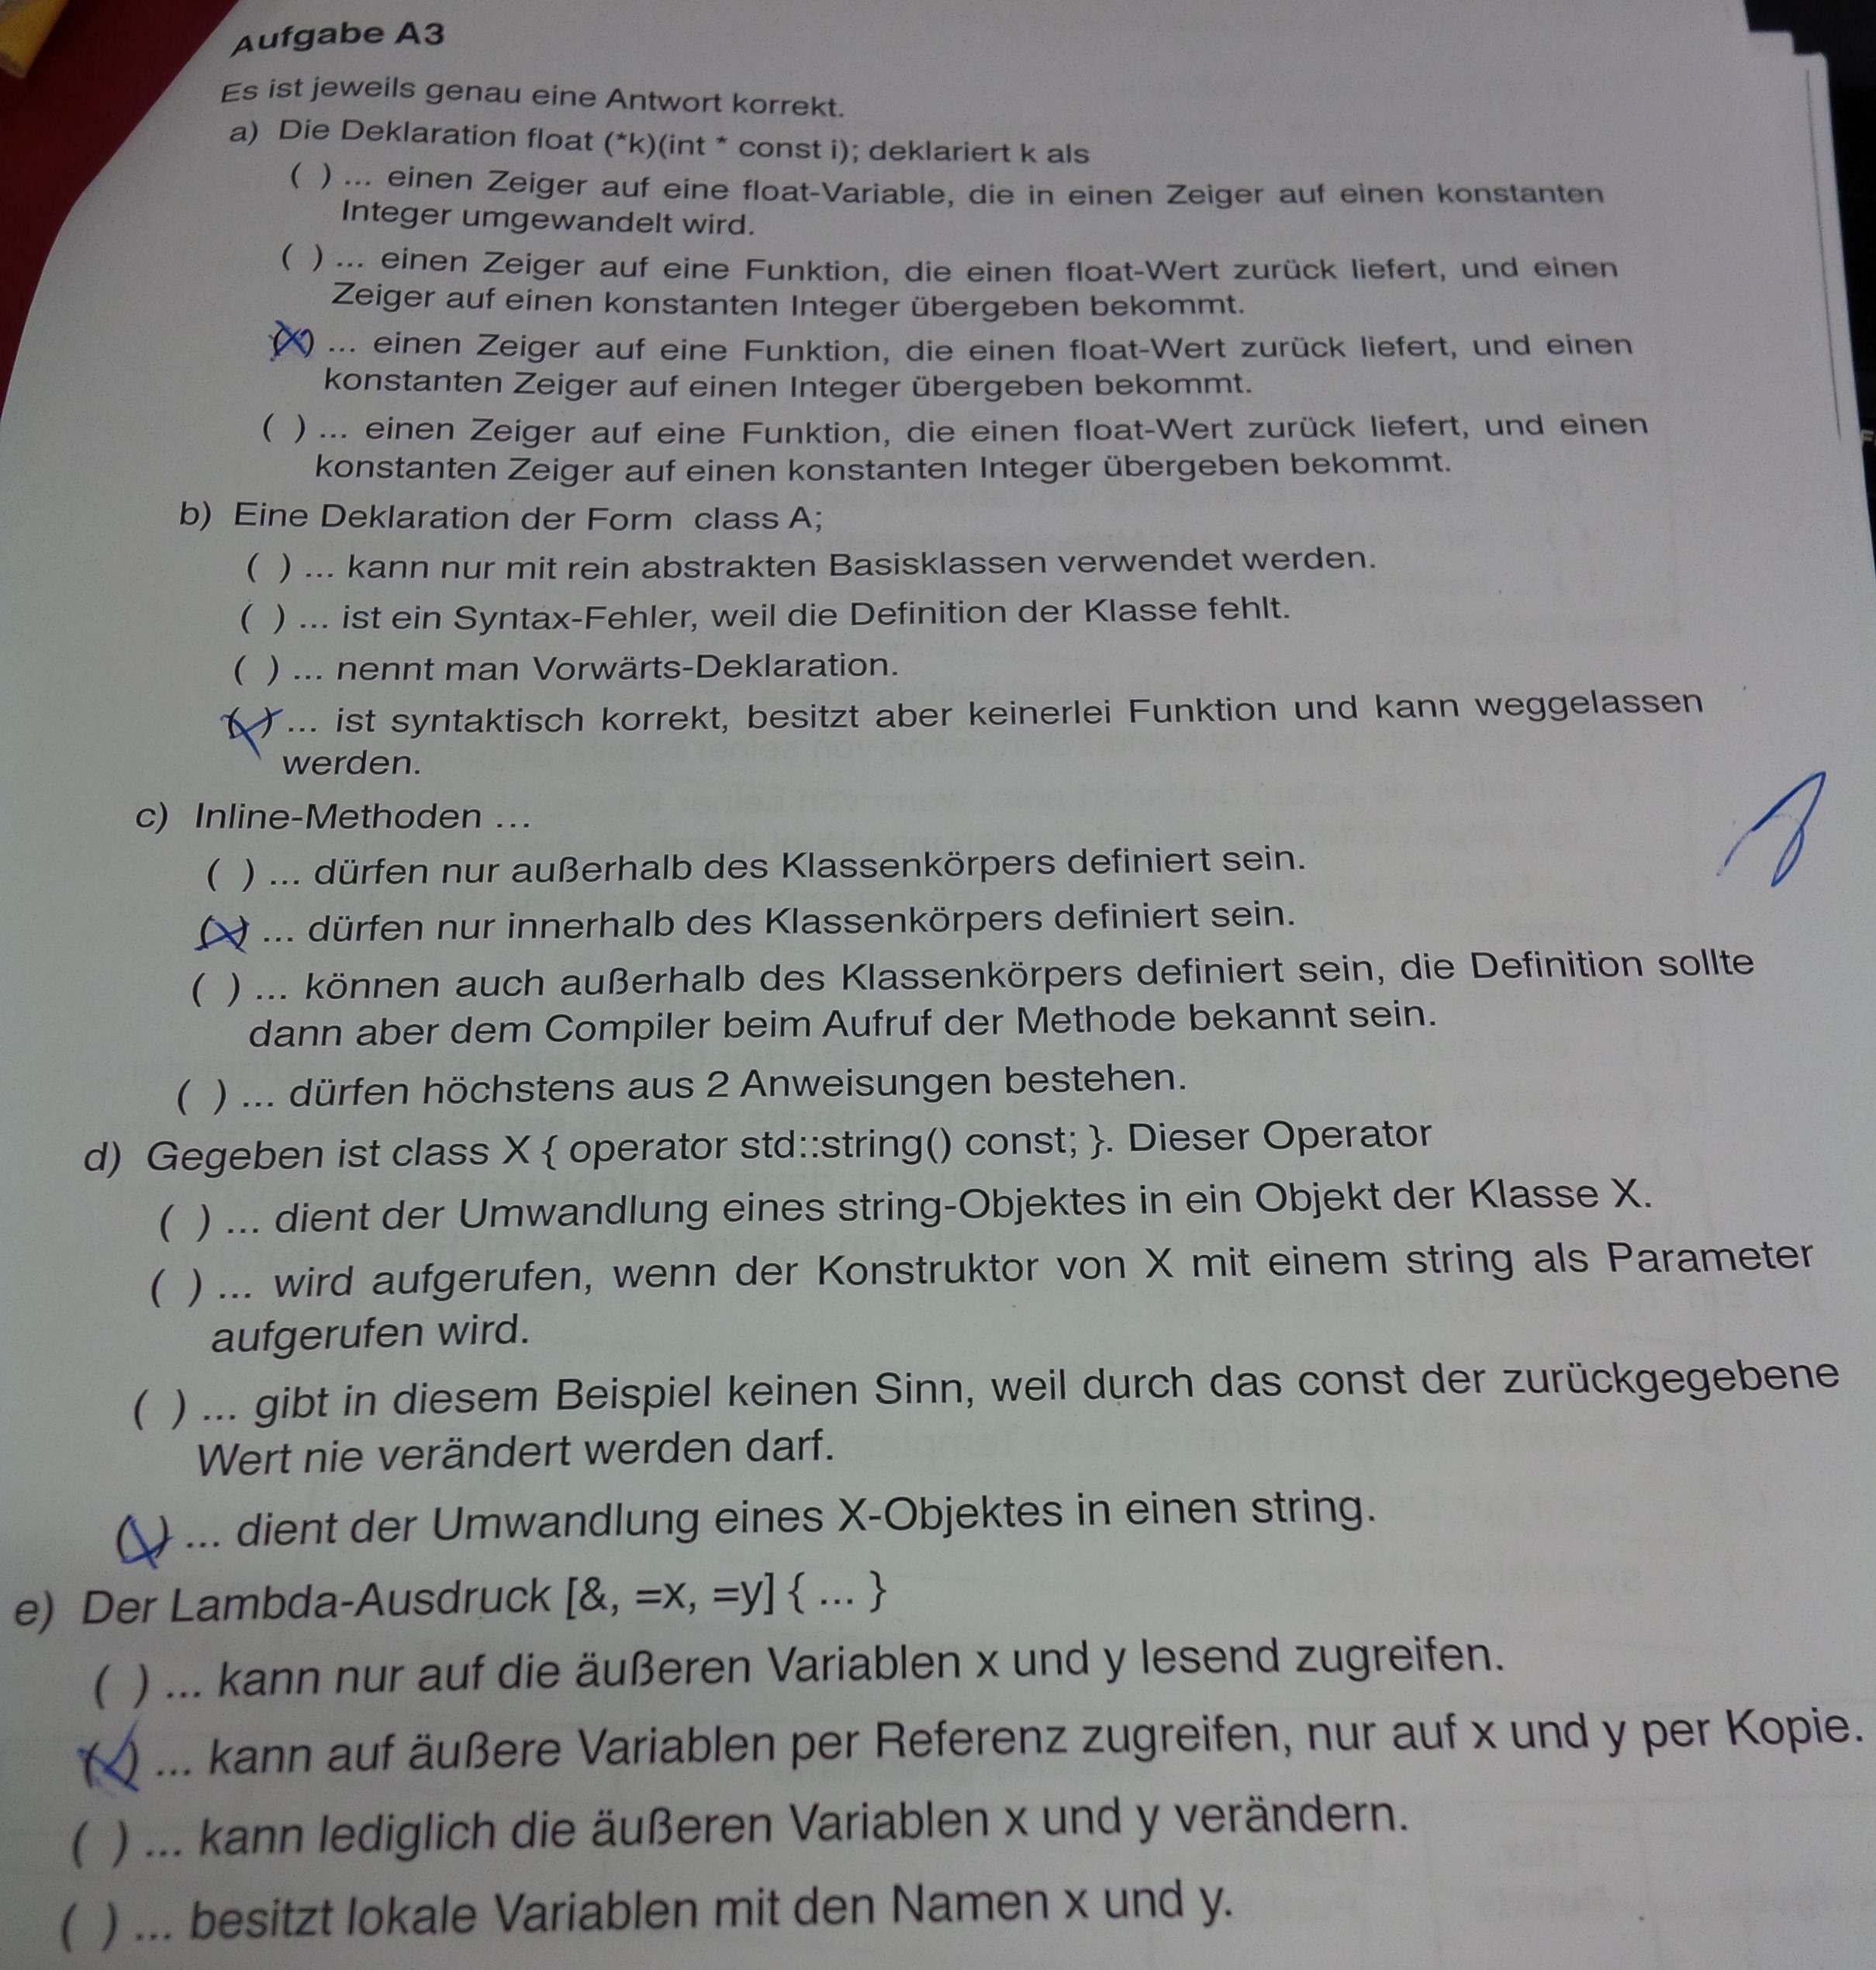 Aufgabe A3
Es ist jeweils genau eine Antwort korrekt.
a) Die Deklaration float (*k)(int * const i); deklariert k als
( ) ... einen Zeiger auf eine float-Variable, die in einen Zeiger auf einen konstanten
Integer umgewandelt wird.
( ) ... einen Zeiger auf eine Funktion, die einen float-Wert zurück liefert, und einen
Zeiger auf einen konstanten Integer übergeben bekommt.
(X) ... einen Zeiger auf eine Funktion, die einen float-Wert zurück liefert, und einen
konstanten Zeiger auf einen Integer übergeben bekommt.
( ) ... einen Zeiger auf eine Funktion, die einen float-Wert zurück liefert, und einen
konstanten Zeiger auf einen konstanten Integer übergeben bekommt.
b) Eine Deklaration der Form class A;
( ) ... kann nur mit rein abstrakten Basisklassen verwendet werden.
( ) ... ist ein Syntax-Fehler, weil die Definition der Klasse fehlt.
( ) ... nennt man Vorwärts-Deklaration.
(X) ... ist syntaktisch korrekt, besitzt aber keinerlei Funktion und kann weggelassen
werden.
c) Inline-Methoden ...
( ) ... dürfen nur außerhalb des Klassenkörpers definiert sein.
(X) ... dürfen nur innerhalb des Klassenkörpers definiert sein.
( ) ... können auch außerhalb des Klassenkörpers definiert sein, die Definition sollte
dann aber dem Compiler beim Aufruf der Methode bekannt sein.
( ) ... dürfen höchstens aus 2 Anweisungen bestehen.
d) Gegeben ist class X { operator std::string() const; }. Dieser Operator
( ) ... dient der Umwandlung eines string-Objektes in ein Objekt der Klasse X.
( ) ... wird aufgerufen, wenn der Konstruktor von X mit einem string als Parameter
aufgerufen wird.
( ) ... gibt in diesem Beispiel keinen Sinn, weil durch das const der zurückgegebene
Wert nie verändert werden darf.
(X) ... dient der Umwandlung eines X-Objektes in einen string.
e) Der Lambda-Ausdruck [&, =x, =y] { ... }
( ) ... kann nur auf die äußeren Variablen x und y lesend zugreifen.
(X) ... kann auf äußere Variablen per Referenz zugreifen, nur auf x und y per Kopie.
( ) ... kann lediglich die äußeren Variablen x und y verändern.
( ) ... besitzt lokale Variablen mit den Namen x und y.